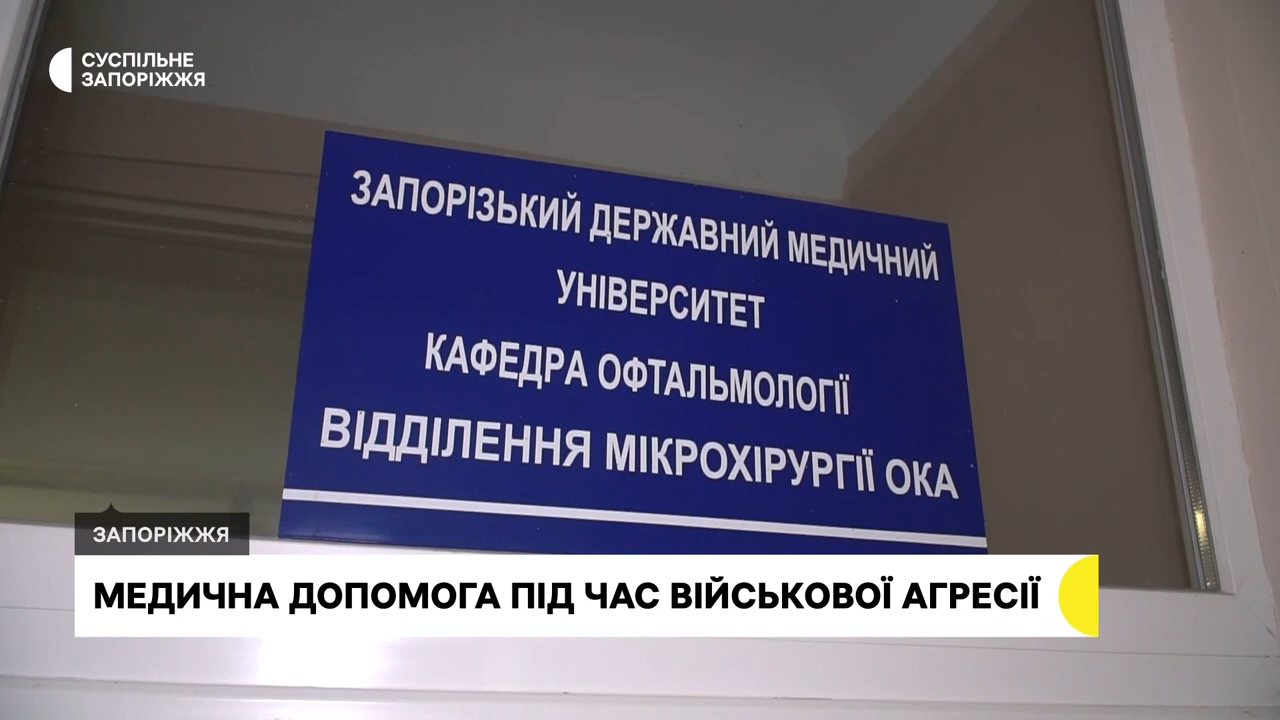 СУСПІЛЬНЕ
ЗАПОРІЖЖЯ
ЗАПОРІЗЬКИЙ ДЕРЖАВНИЙ МЕДИЧНИЙ
УНІВЕРСИТЕТ
КАФЕДРА ОФТАЛЬМОЛОГІЇ
ВІДДІЛЕННЯ МІКРОХІРУРГІЇ ОКА
ЗАПОРІЖЖЯ
МЕДИЧНА ДОПОМОГА ПІД ЧАС ВІЙСЬКОВОЇ АГРЕСІЇ